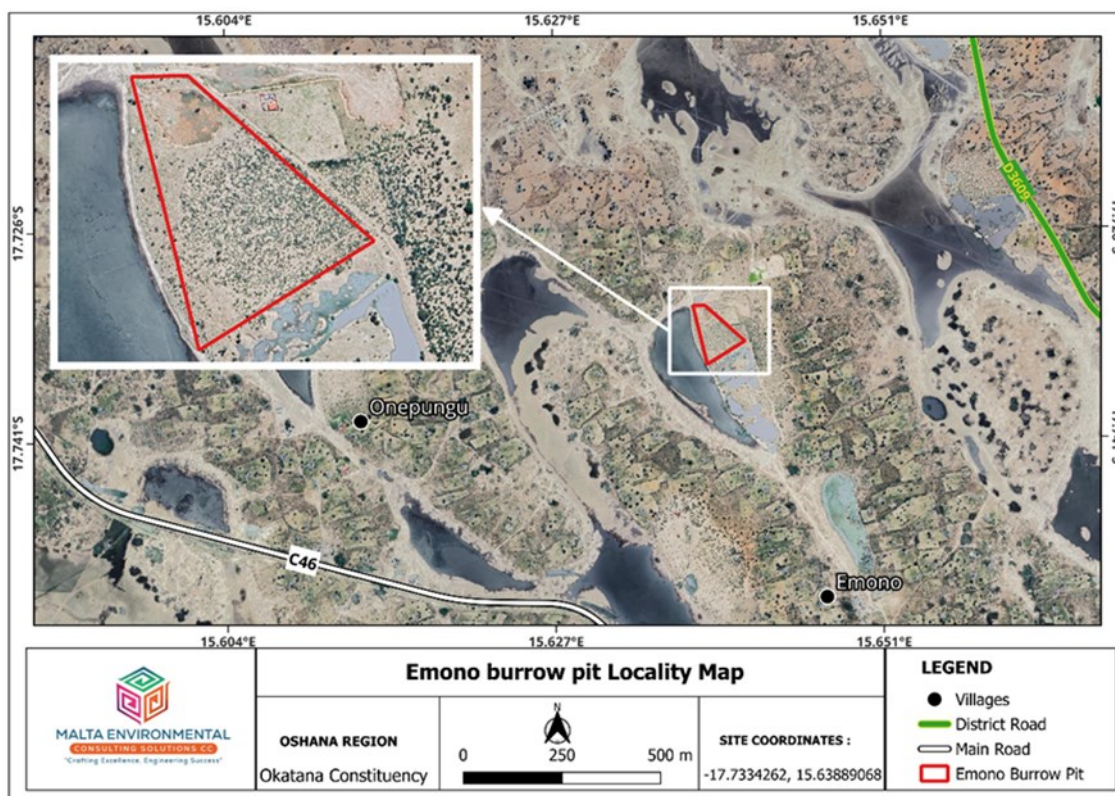 15.604°E 15.627°E 15.651°E
17.726°S
D3609
17.741°S
Onepungu
C46
Emono
15.604°E 15.627°E 15.651°E
MALTA ENVIRONMENTAL
CONSULTING SOLUTIONS CC
"Crafting Excellence, Engineering Success"
Emono burrow pit Locality Map
OSHANA REGION
Okatana Constituency
N
0 250 500 m
SITE COORDINATES :
-17.7334262, 15.63889068
LEGEND
Villages
District Road
Main Road
Emono Burrow Pit